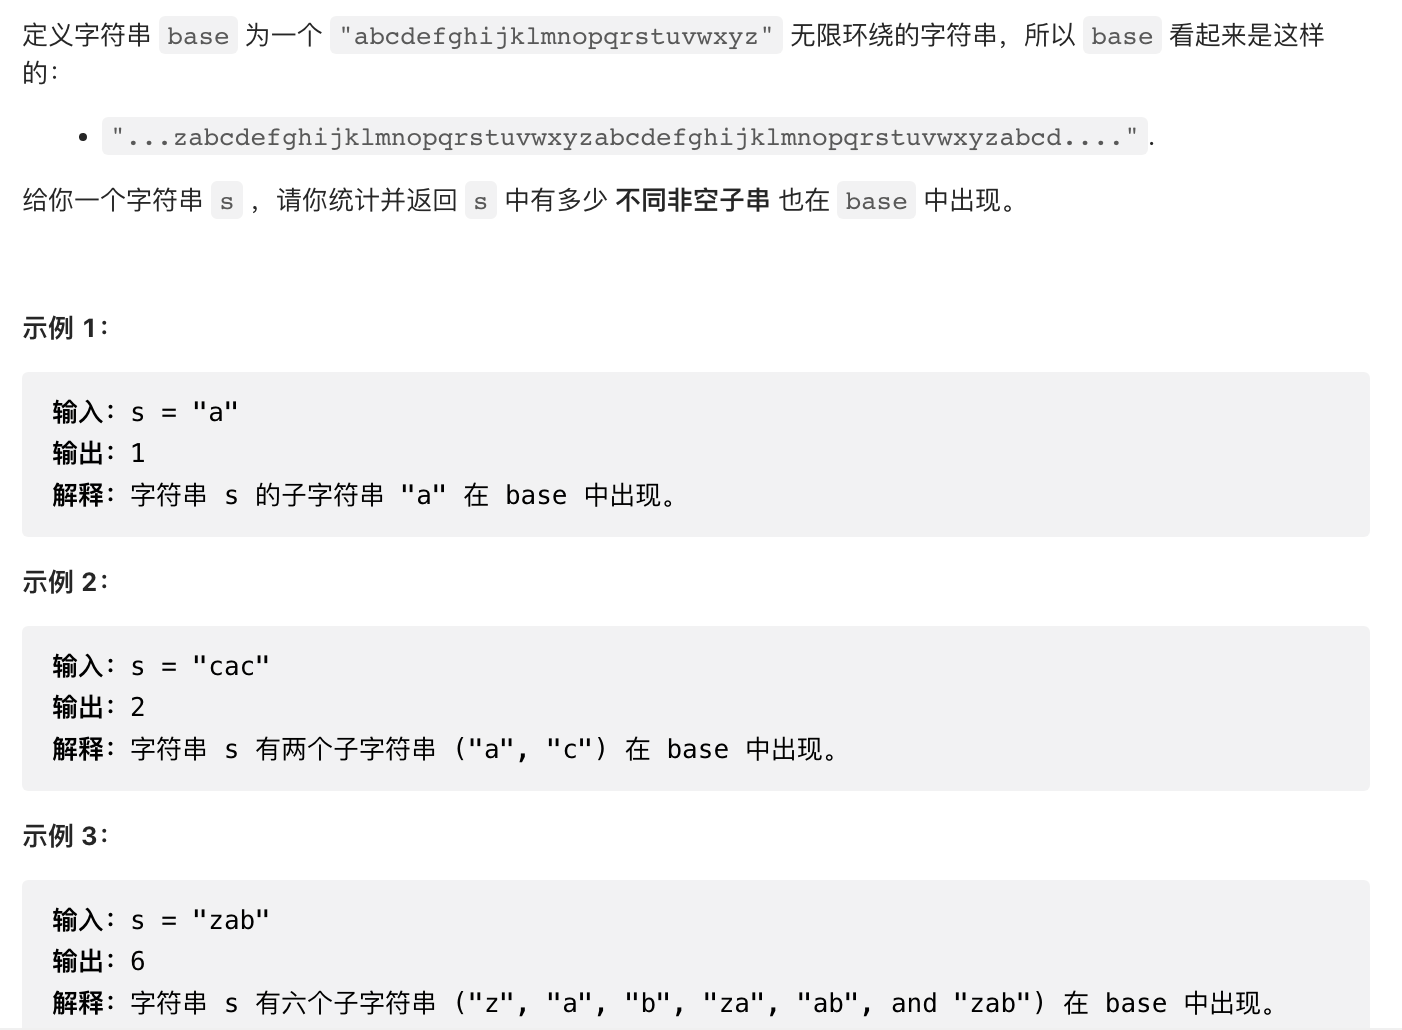 定义字符串 base 为一个 "abcdefghijklmnopqrstuvwxyz" 无限环绕的字符串，所以 base 看起来是这样
的：
• "...zabcdefghijklmnopqrstuvwxyzabcdefghijklmnopqrstuvwxyzabcd....".
给你一个字符串 s ，请你统计并返回 s 中有多少 不同非空子串 也在 base 中出现。
示例 1：
输入：s = "a"
输出：1
解释：字符串 s 的子字符串 "a" 在 base 中出现。
示例 2：
输入：s = "cac"
输出：2
解释：字符串 s 有两个子字符串 ("a", "c") 在 base 中出现。
示例 3：
输入：s = "zab"
输出：6
解释：字符串 s 有六个子字符串 ("z", "a", "b", "za", "ab", and "zab") 在 base 中出现。